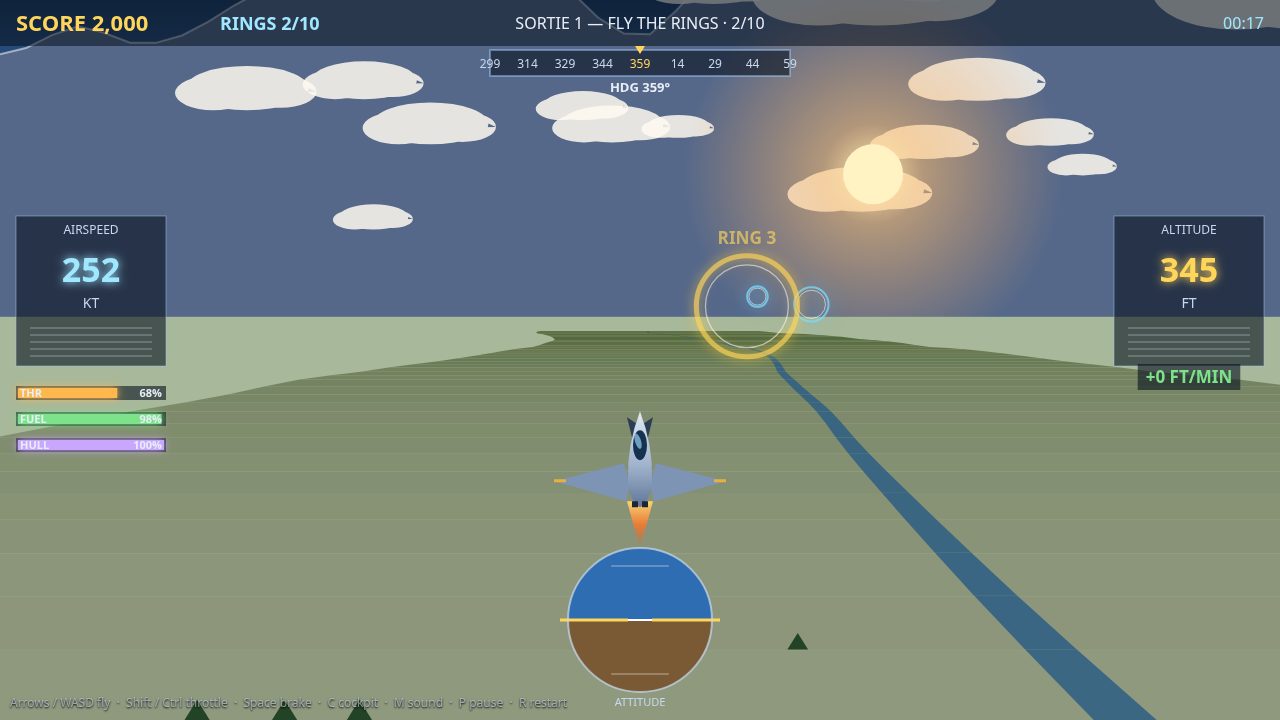 SCORE 2,000
RINGS 2/10
SORTIE 1 — FLY THE RINGS · 2/10
00:17
299 314 329 344 359 14 29 44 59
HDG 359°
AIRSPEED
252
KT
ALTITUDE
345
FT
+0 FT/MIN
RING 3
THR 68%
FUEL 98%
HULL 100%
Arrows / WASD fly · Shift / Ctrl throttle · Space brake · C cockpit · M sound · P pause · R restart
ATTITUDE